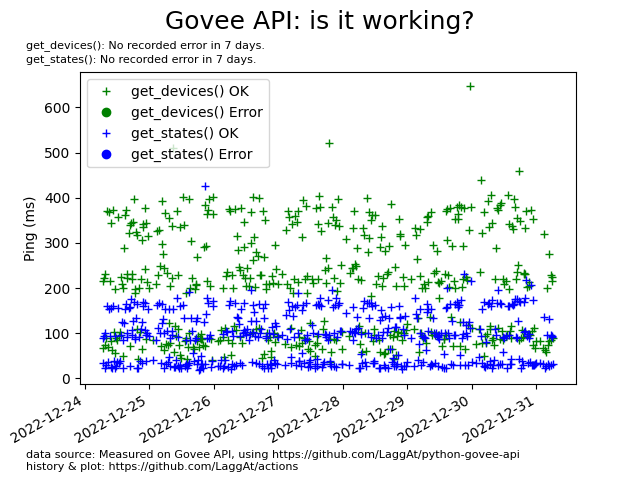 Govee API: is it working?
get_devices(): No recorded error in 7 days.
get_states(): No recorded error in 7 days.
get_devices() OK
get_devices() Error
get_states() OK
get_states() Error
Ping (ms)
600
500
400
300
200
100
0
2022-12-24
2022-12-25
2022-12-26
2022-12-27
2022-12-28
2022-12-29
2022-12-30
2022-12-31
data source: Measured on Govee API, using https://github.com/LaggAt/python-govee-api
history & plot: https://github.com/LaggAt/actions